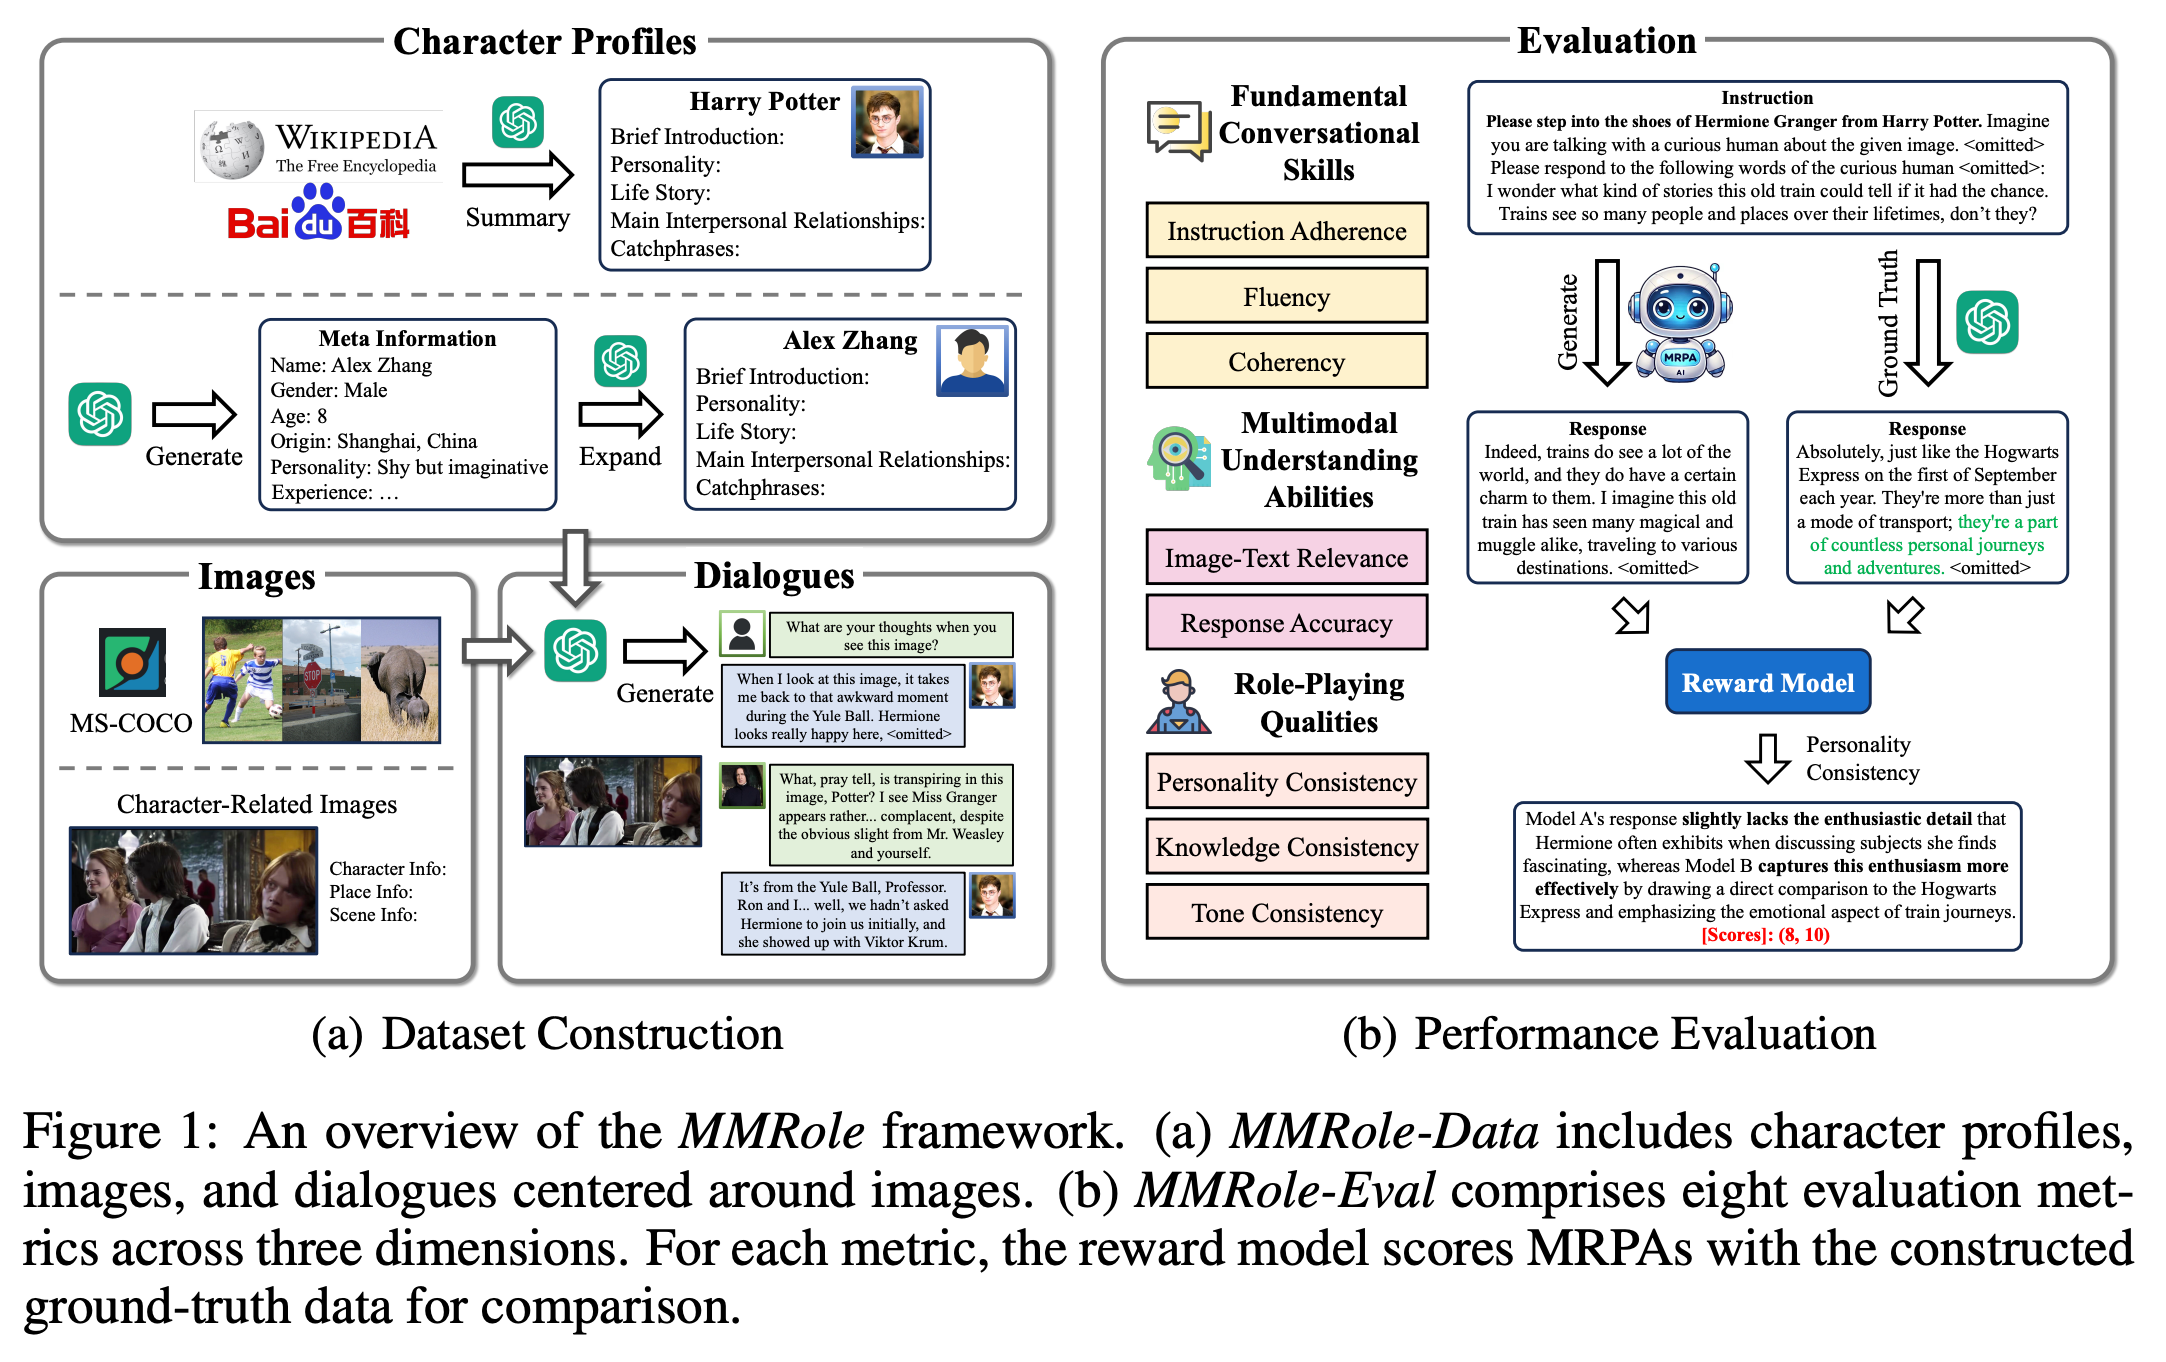 Character Profiles
WIKIPEDIA
The Free Encyclopedia
Bai du 百科
Summary
Harry Potter
Brief Introduction:
Personality:
Life Story:
Main Interpersonal Relationships:
Catchphrases:
Generate
Meta Information
Name: Alex Zhang
Gender: Male
Age: 8
Origin: Shanghai, China
Personality: Shy but imaginative
Experience: …
Expand
Alex Zhang
Brief Introduction:
Personality:
Life Story:
Main Interpersonal Relationships:
Catchphrases:
Images
MS-COCO
STOP
Character-Related Images
Character Info:
Place Info:
Scene Info:
Dialogues
Generate
What are your thoughts when you
see this image?
When I look at this image, it takes
me back to that awkward moment
during the Yule Ball. Hermione
looks really happy here, <omitted>
What, pray tell, is transpiring in this
image, Potter? I see Miss Granger
appears rather... complacent, despite
the obvious slight from Mr. Weasley
and yourself.
It's from the Yule Ball, Professor.
Ron and I... well, we hadn't asked
Hermione to join us initially, and
she showed up with Viktor Krum.
(a) Dataset Construction
Evaluation
Fundamental
Conversational
Skills
Instruction Adherence
Fluency
Coherency
Multimodal
Understanding
Abilities
Image-Text Relevance
Response Accuracy
Role-Playing
Qualities
Personality Consistency
Knowledge Consistency
Tone Consistency
Instruction
Please step into the shoes of Hermione Granger from Harry Potter. Imagine
you are talking with a curious human about the given image. <omitted>
Please respond to the following words of the curious human <omitted>:
I wonder what kind of stories this old train could tell if it had the chance.
Trains see so many people and places over their lifetimes, don't they?
Generate
MRPA
AI
Ground Truth
Response
Indeed, trains do see a lot of the
world, and they do have a certain
charm to them. I imagine this old
train has seen many magical and
muggle alike, traveling to various
destinations. <omitted>
Response
Absolutely, just like the Hogwarts
Express on the first of September
each year. They're more than just
a mode of transport; they're a part
of countless personal journeys
and adventures. <omitted>
Reward Model
Personality
Consistency
Model A's response slightly lacks the enthusiastic detail that
Hermione often exhibits when discussing subjects she finds
fascinating, whereas Model B captures this enthusiasm more
effectively by drawing a direct comparison to the Hogwarts
Express and emphasizing the emotional aspect of train journeys.
[Scores]: (8, 10)
(b) Performance Evaluation
Figure 1: An overview of the MMRole framework. (a) MMRole-Data includes character profiles,
images, and dialogues centered around images. (b) MMRole-Eval comprises eight evaluation met-
rics across three dimensions. For each metric, the reward model scores MRPAs with the constructed
ground-truth data for comparison.